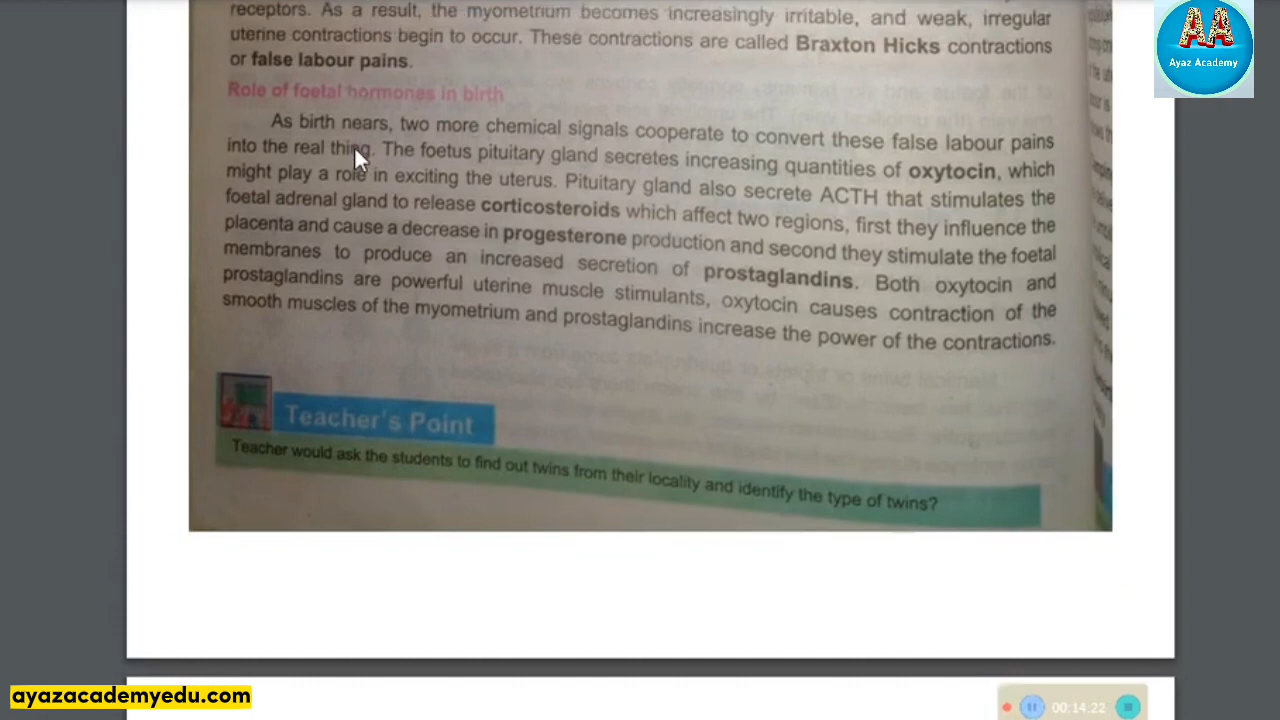 receptors. As a result, the myometrium becomes increasingly irritable, and weak, irregular
uterine contractions begin to occur. These contractions are called Braxton Hicks contractions
or false labour pains.
Role of foetal hormones in birth
As birth nears, two more chemical signals cooperate to convert these false labour pains
into the real thing. The foetus pituitary gland secretes increasing quantities of oxytocin, which
might play a role in exciting the uterus. Pituitary gland also secrete ACTH that stimulates the
foetal adrenal gland to release corticosteroids which affect two regions, first they influence the
placenta and cause a decrease in progesterone production and second they stimulate the foetal
membranes to produce an increased secretion of prostaglandins. Both oxytocin and
prostaglandins are powerful uterine muscle stimulants, oxytocin causes contraction of the
smooth muscles of the myometrium and prostaglandins increase the power of the contractions.
Teacher's Point
Teacher would ask the students to find out twins from their locality and identify the type of twins?
AA
Ayaz Academy
ayazacademyedu.com
00:14:22